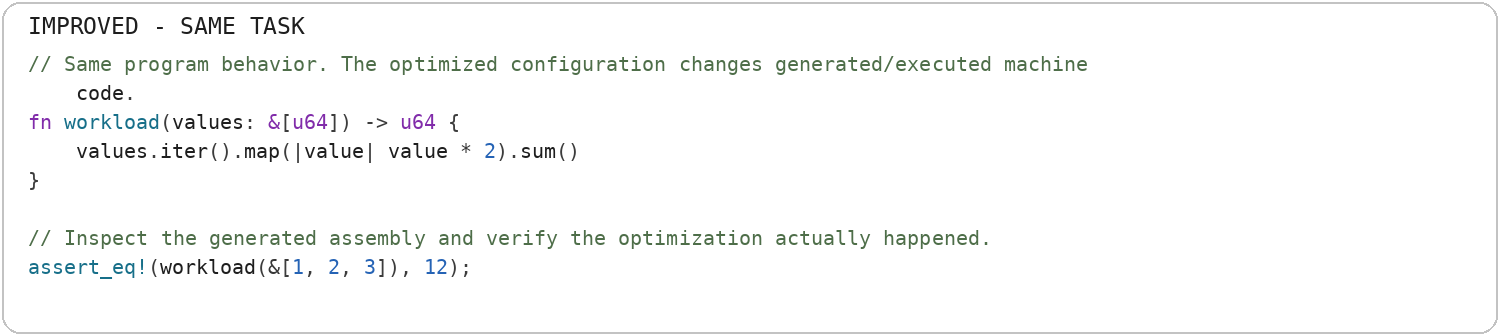 IMPROVED - SAME TASK
// Same program behavior. The optimized configuration changes generated/executed machine
    code.
fn workload(values: &[u64]) -> u64 {
    values.iter().map(|value| value * 2).sum()
}

// Inspect the generated assembly and verify the optimization actually happened.
assert_eq!(workload(&[1, 2, 3]), 12);